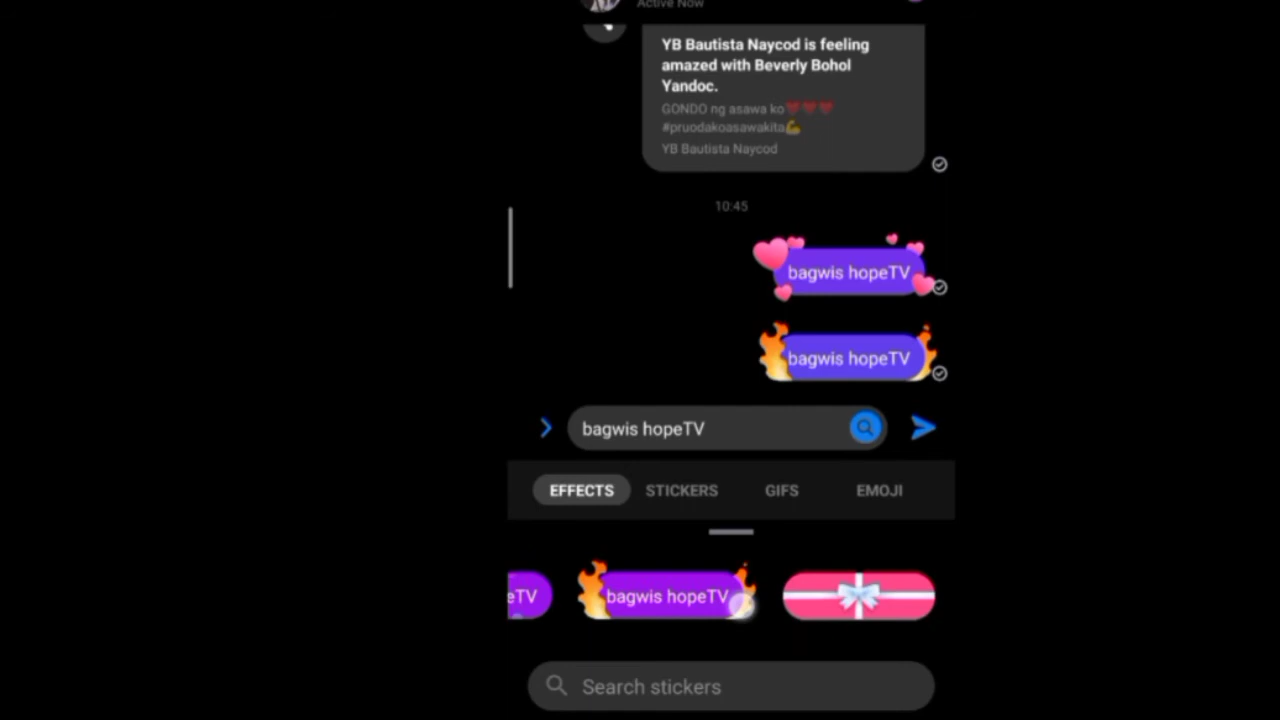 Active Now
YB Bautista Naycod is feeling
amazed with Beverly Bohol
Yandoc.
GONDO ng asawa ko❤️❤️❤️
#pruodakoasawakita💪
YB Bautista Naycod
10:45
bagwis hopeTV
bagwis hopeTV
bagwis hopeTV
EFFECTS STICKERS GIFS EMOJI
eTV bagwis hopeTV
Search stickers